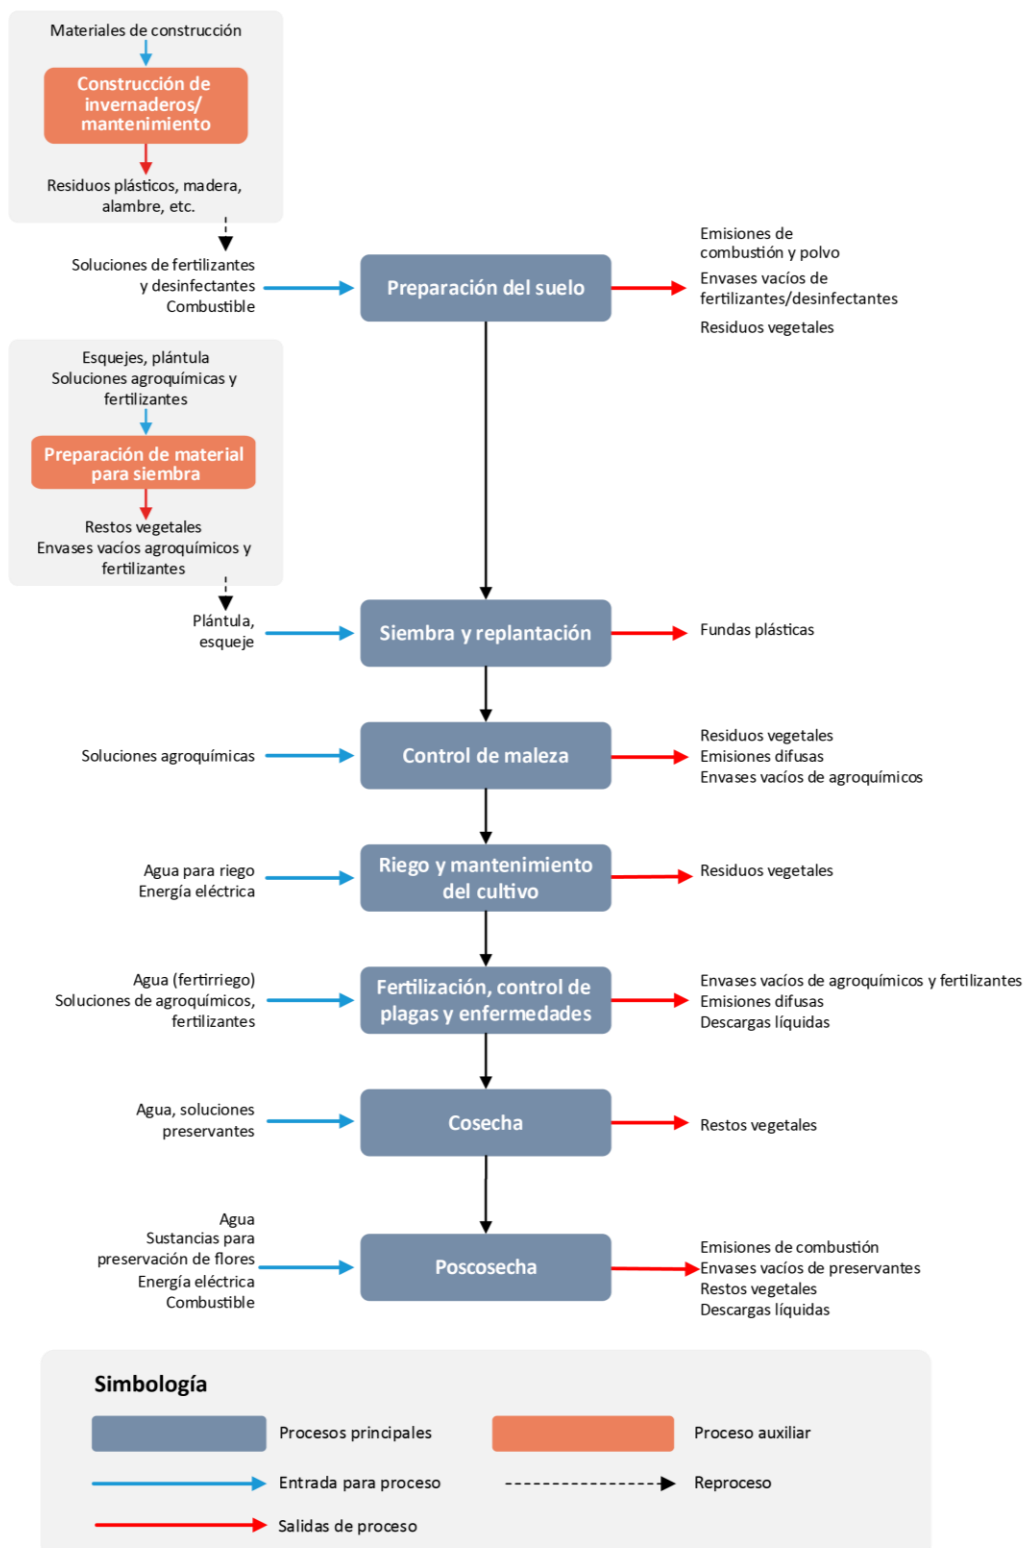 Materiales de construcción
Construcción de
invernaderos/
mantenimiento
Residuos plásticos, madera,
alambre, etc.
Soluciones de fertilizantes
y desinfectantes
Combustible
Preparación del suelo
Emisiones de
combustión y polvo
Envases vacíos de
fertilizantes/desinfectantes
Residuos vegetales
Esquejes, plántula
Soluciones agroquímicas y
fertilizantes
Preparación de material
para siembra
Restos vegetales
Envases vacíos agroquímicos y
fertilizantes
Plántula,
esqueje
Siembra y replantación
Fundas plásticas
Soluciones agroquímicas
Control de maleza
Residuos vegetales
Emisiones difusas
Envases vacíos de agroquímicos
Agua para riego
Energía eléctrica
Riego y mantenimiento
del cultivo
Residuos vegetales
Agua (fertirriego)
Soluciones de agroquímicos,
fertilizantes
Fertilización, control de
plagas y enfermedades
Envases vacíos de agroquímicos y fertilizantes
Emisiones difusas
Descargas líquidas
Agua, soluciones
preservantes
Cosecha
Restos vegetales
Agua
Sustancias para
preservación de flores
Energía eléctrica
Combustible
Poscosecha
Emisiones de combustión
Envases vacíos de preservantes
Restos vegetales
Descargas líquidas
Simbología
Procesos principales
Proceso auxiliar
Entrada para proceso
Reproceso
Salidas de proceso